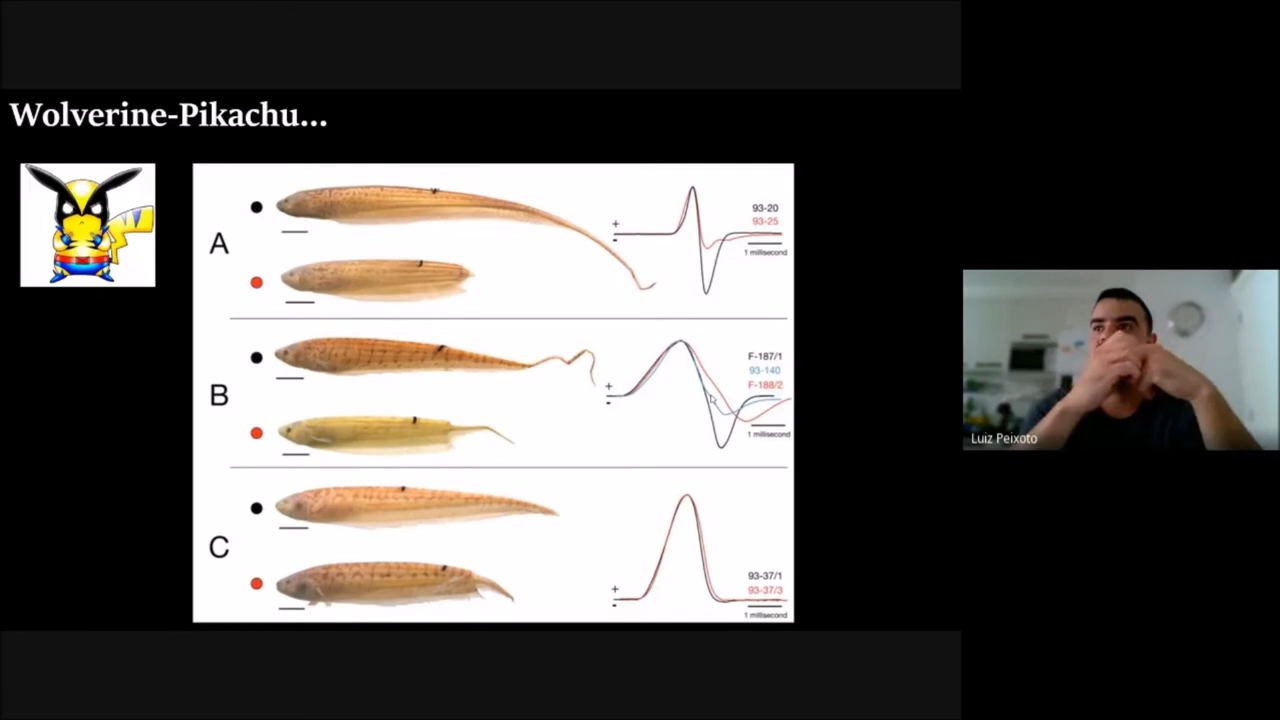 Wolverine-Pikachu...
A
+
-
93-20
93-25
1 millisecond
B
+
-
F-187/1
93-140
F-188/2
1 millisecond
C
+
-
93-37/1
93-37/3
1 millisecond
Luiz Peixoto